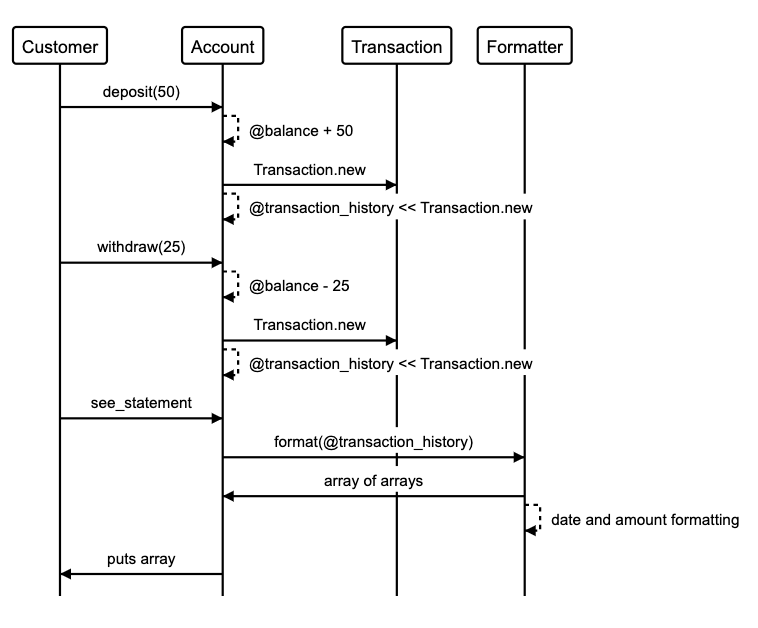 Customer
Account
Transaction
Formatter
deposit(50)
@balance + 50
Transaction.new
@transaction_history << Transaction.new
withdraw(25)
@balance - 25
Transaction.new
@transaction_history << Transaction.new
see_statement
format(@transaction_history)
array of arrays
date and amount formatting
puts array